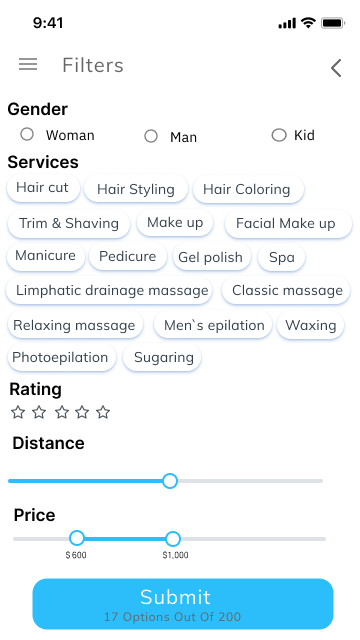 9:41
Filters
Gender
Woman Man Kid
Services
Hair cut Hair Styling Hair Coloring
Trim & Shaving Make up Facial Make up
Manicure Pedicure Gel polish Spa
Limphatic drainage massage Classic massage
Relaxing massage Men`s epilation Waxing
Photoepilation Sugaring
Rating
Distance
Price
$600 $1,000
Submit
17 Options Out Of 200